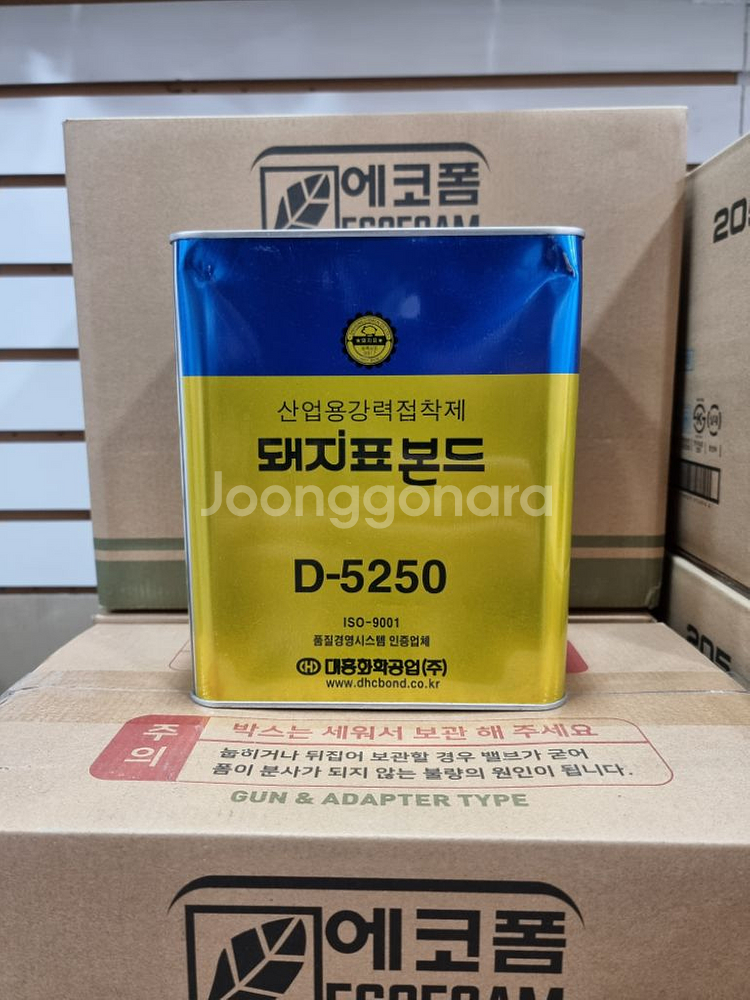 에코폼
ECOFOAM
205
산업용강력접착제
돼지표본드
Joonggonara
D-5250
ISO-9001
품질경영시스템 인증업체
대흥화학공업(주)
www.dhcbond.co.kr
205
주의
박스는 세워서 보관 해 주세요
눕히거나 뒤집어 보관할 경우 밸브가 굳어
폼이 분사가 되지 않는 불량의 원인이 됩니다.
GUN & ADAPTER TYPE
에코폼
ECOFOAM